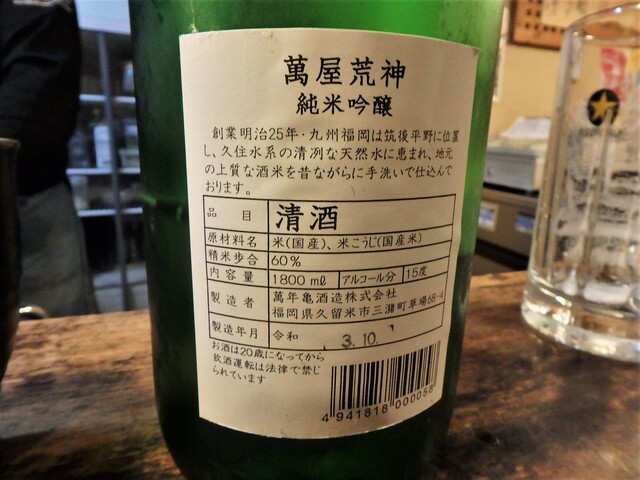 萬屋荒神
純米吟醸
創業明治25年・九州福岡は筑後平野に位置
し、久住水系の清冽な天然水に恵まれ、地元
の上質な酒米を昔ながらに手洗いで仕込んで
おります。
品目 清酒
原材料名 米(国産)、米こうじ(国産米)
精米歩合 60%
内容量 1800mℓ アルコール分 15度
製造者 萬年亀酒造株式会社
福岡県久留米市三潴町草場68-4
製造年月 令和 3.10.
お酒は20歳になってから
飲酒運転は法律で禁じ
られています
4941818000058